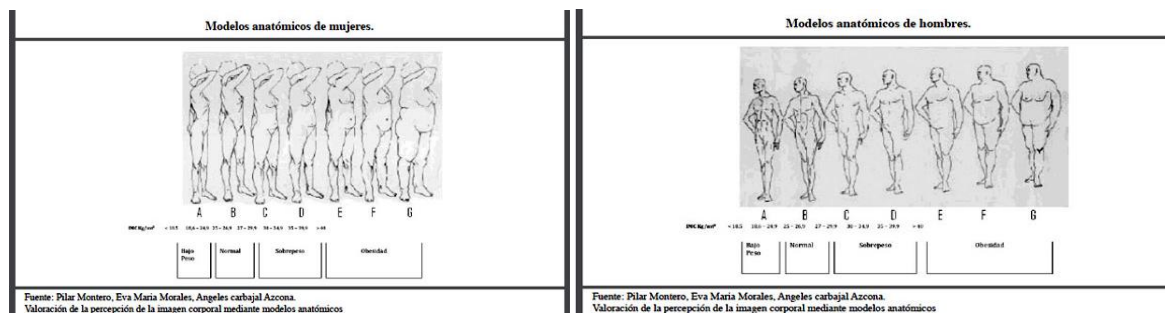 Modelos anatómicos de mujeres.
A B C D E F G
IMC Kg/m² < 18.5 18,6 – 24,9 25 – 26,9 27 – 29,9 30 – 34,9 35 – 39,9 > 40
Bajo Peso
Normal
Sobrepeso
Obesidad
Fuente: Pilar Montero, Eva Maria Morales, Angeles carbajal Azcona.
Valoración de la percepción de la imagen corporal mediante modelos anatómicos
Modelos anatómicos de hombres.
A B C D E F G
IMC Kg/m² < 18.5 18,6 – 24,9 25 – 26,9 27 – 29,9 30 – 34,9 35 – 39,9 > 40
Bajo
Peso
Normal
Sobrepeso
Obesidad
Fuente: Pilar Montero, Eva Maria Morales, Angeles carbajal Azcona.
Valoración de la percepción de la imagen corporal mediante modelos anatómicos